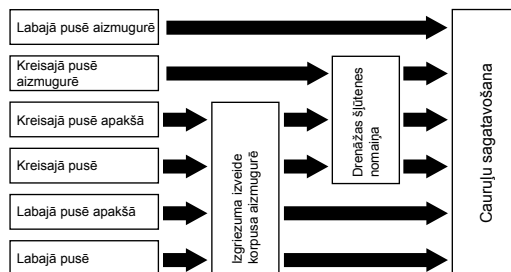 Labajā pusē aizmugurē
Kreisajā pusē
aizmugurē
Kreisajā pusē apakšā
Kreisajā pusē
Labajā pusē apakšā
Labajā pusē
Izgriezuma izveide
korpusa aizmugurē
Drenāžas šļūtenes
nomaiņa
Cauruļu sagatavošana